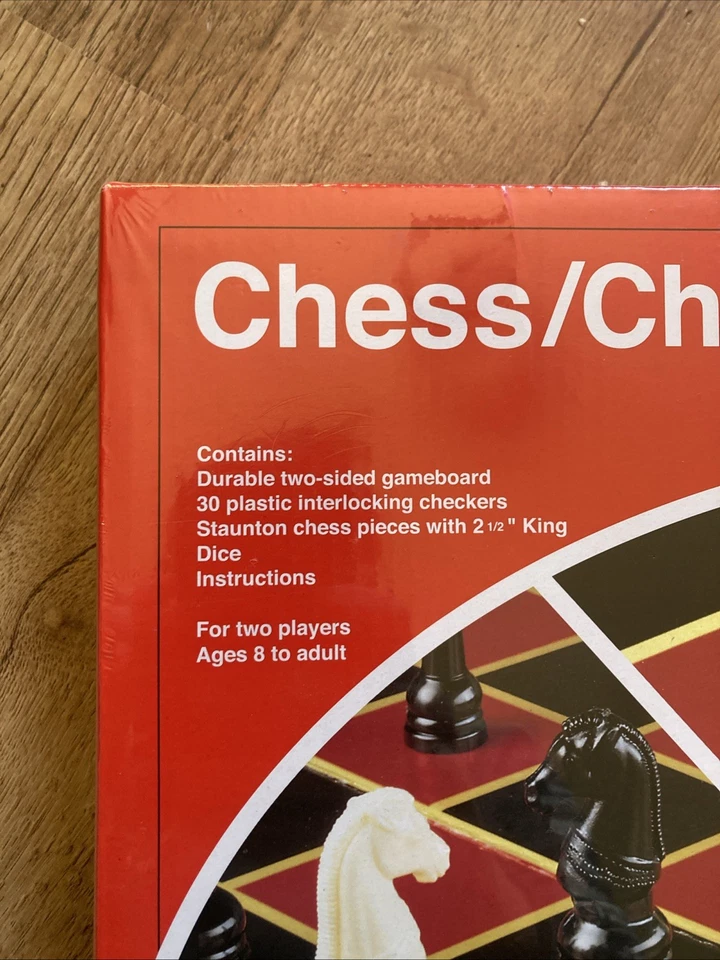 Chess/Ch
Contains:
Durable two-sided gameboard
30 plastic interlocking checkers
Staunton chess pieces with 2 1/2" King
Dice
Instructions
For two players
Ages 8 to adult